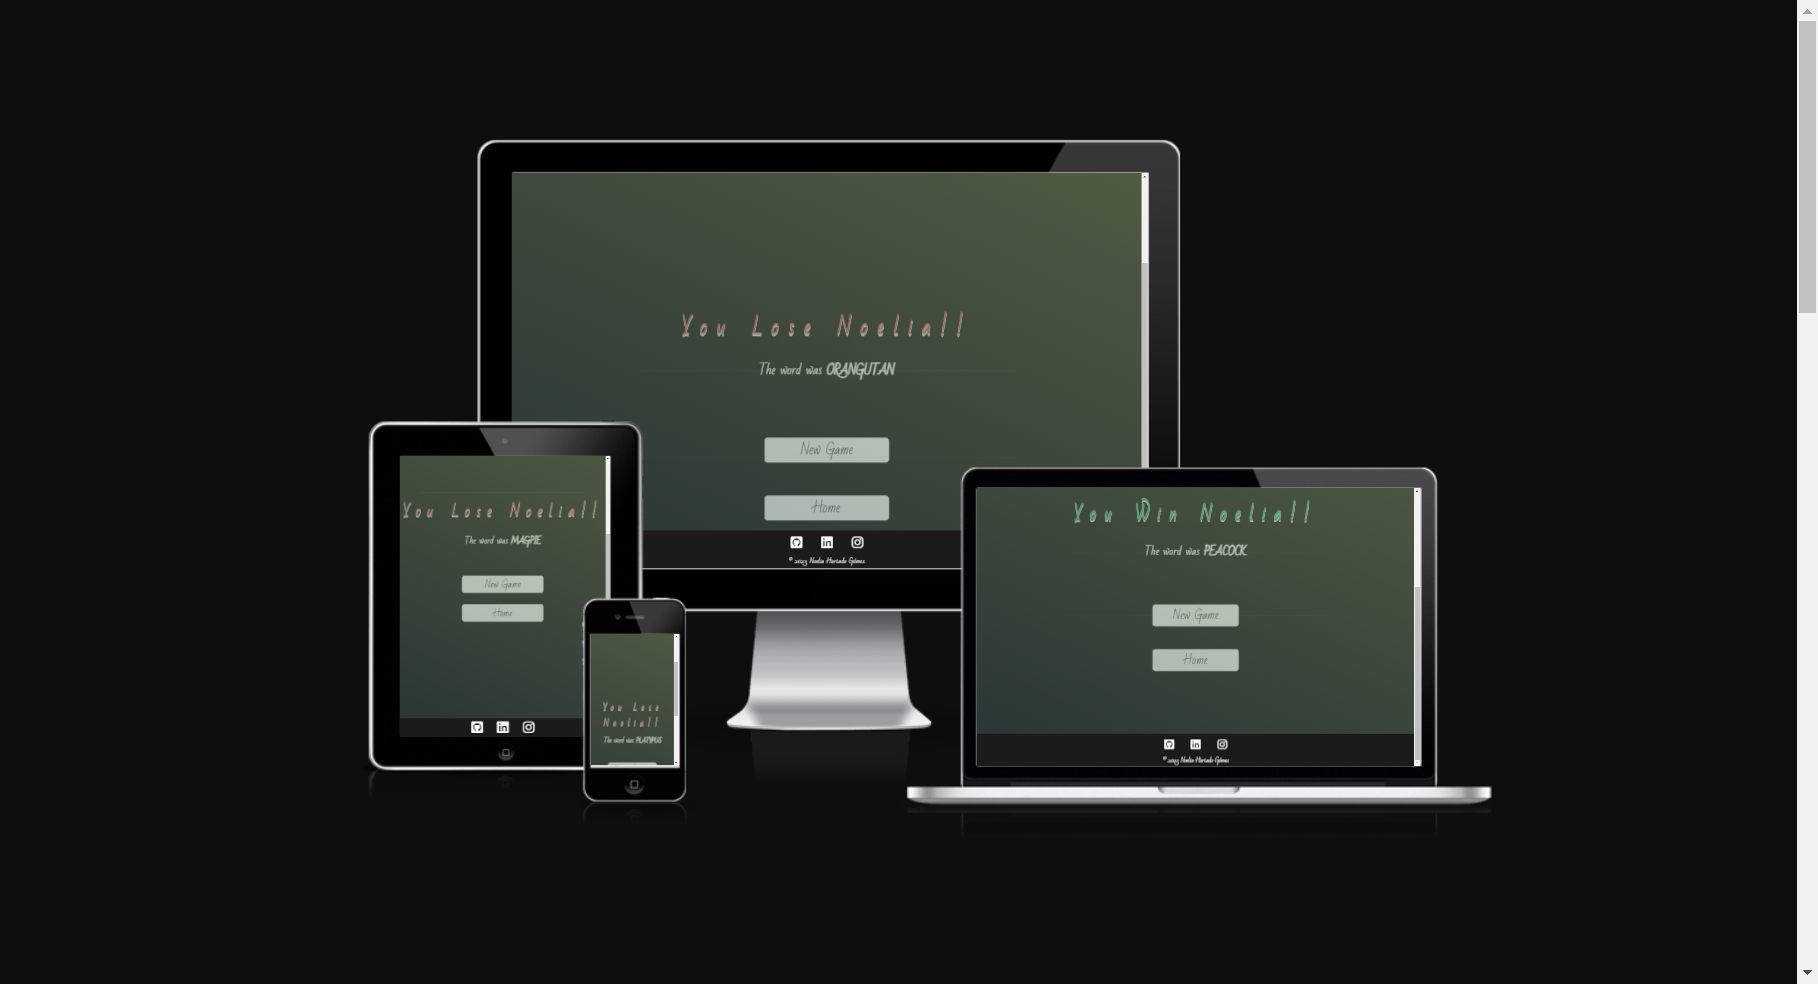 You Lose Noelia!!
The word was ORANGUTAN
New Game
Home
© 2023 Noelia Hurtado Gómez
You Lose Noelia!!
The word was MAGPIE
New Game
Home
You Lose
Noelia!!
The word was PLATYPUS
You Win Noelia!!
The word was PEACOCK
New Game
Home
© 2023 Noelia Hurtado Gómez